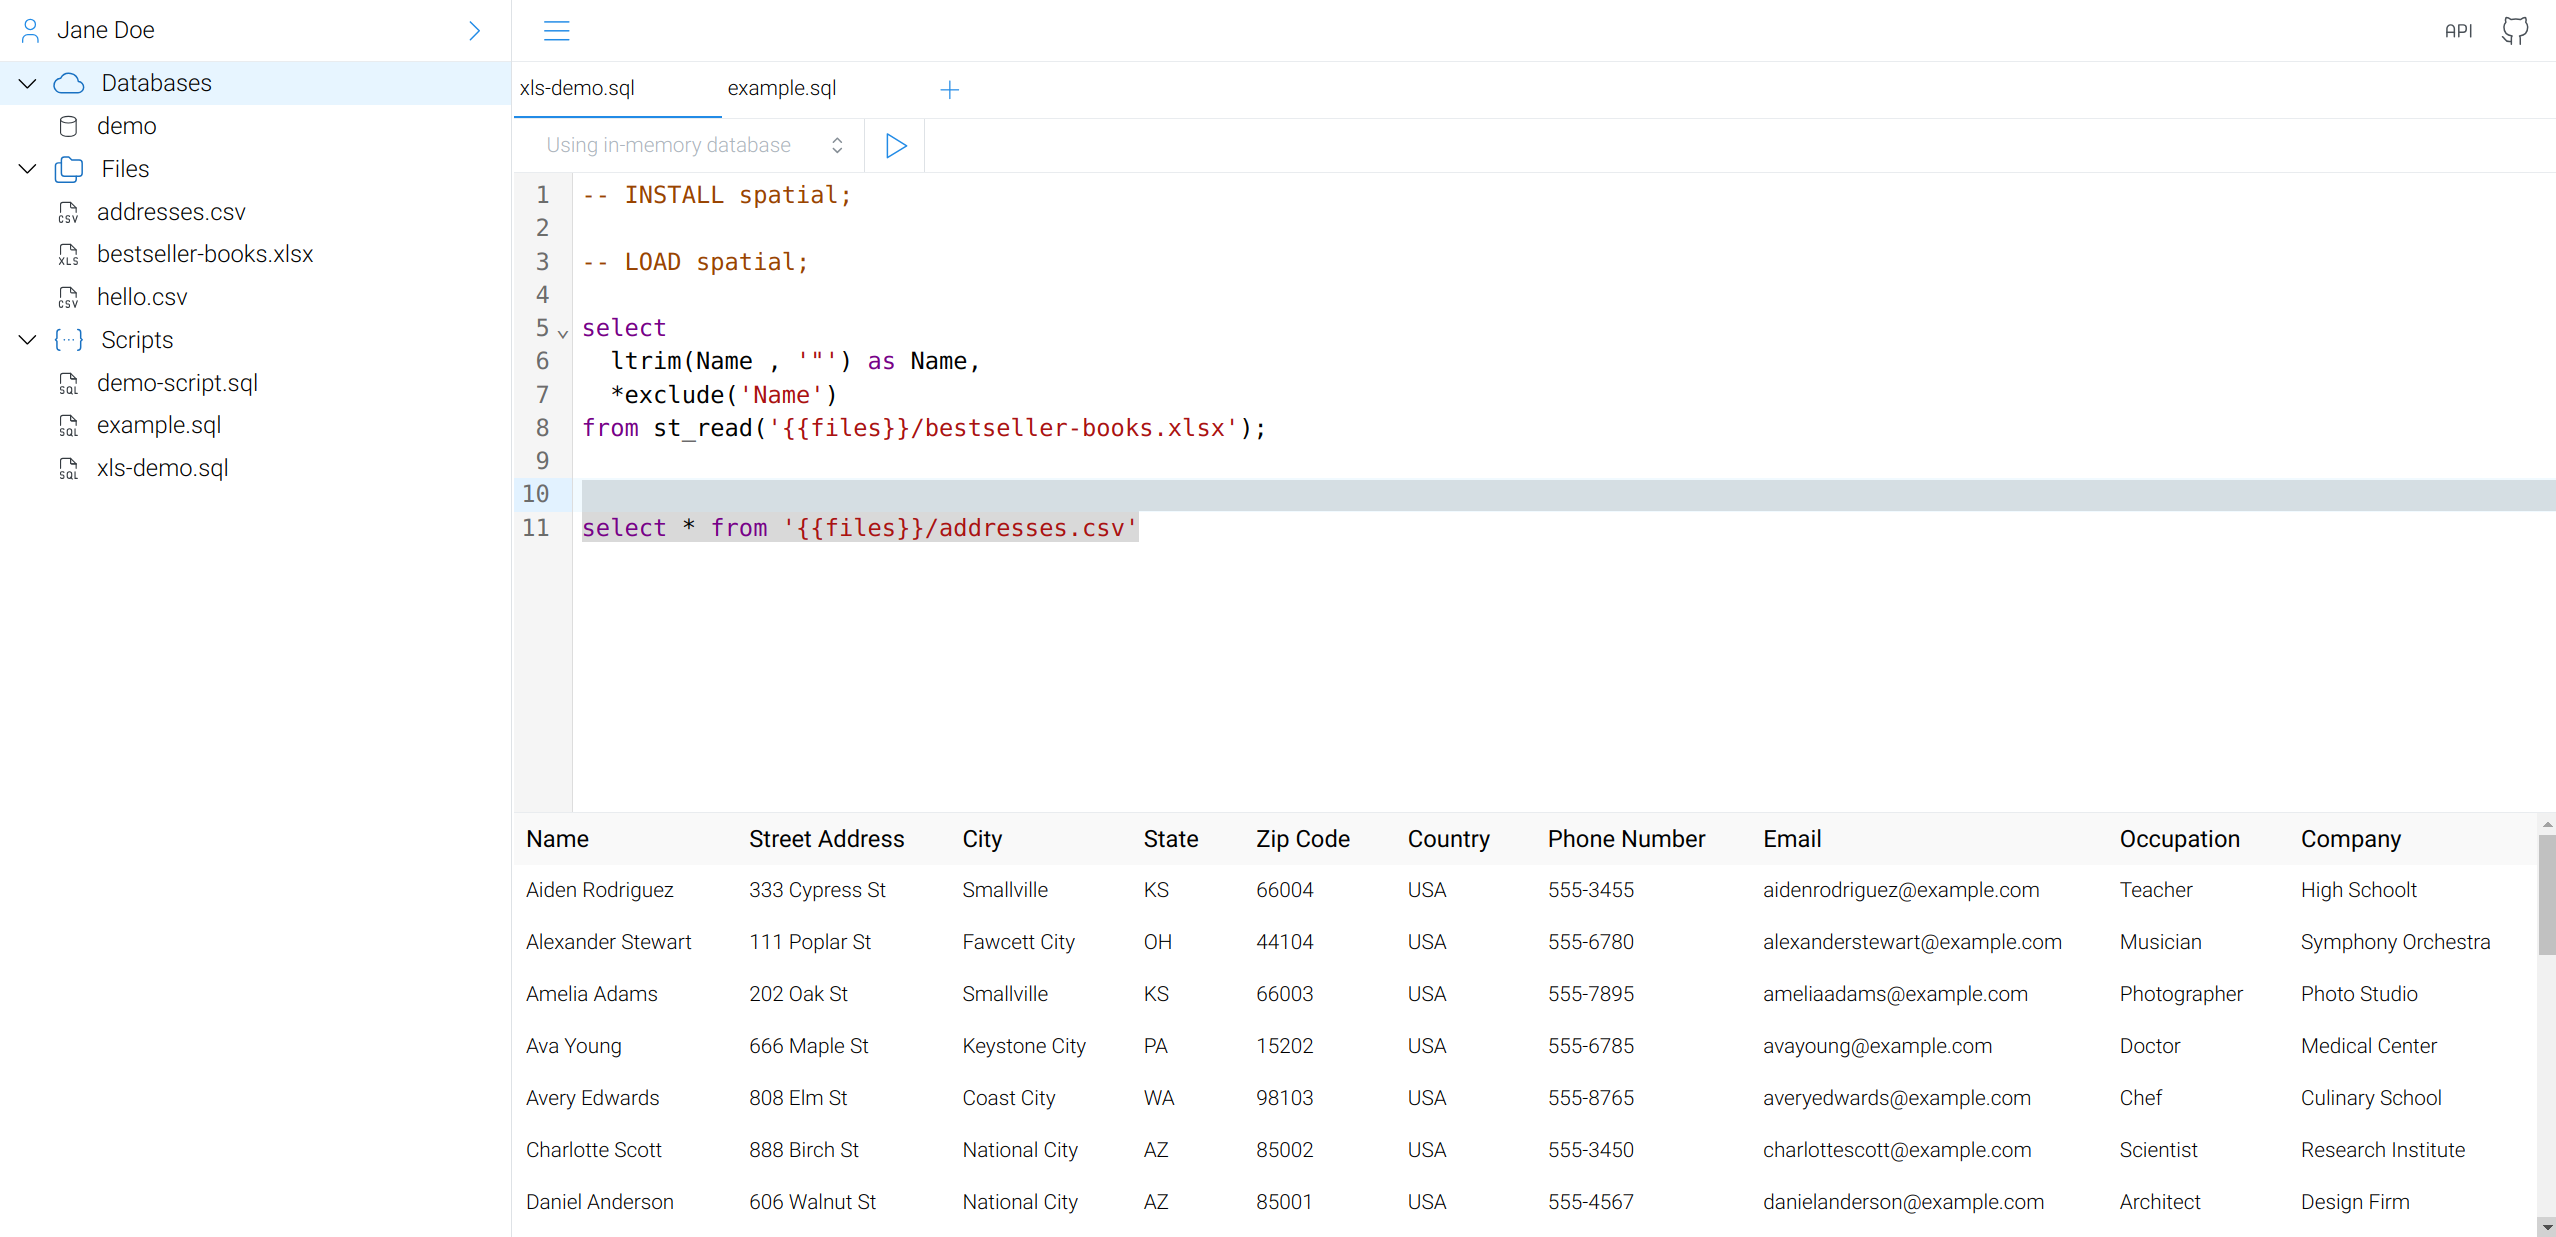 Jane Doe
API
Databases
demo
Files
addresses.csv
bestseller-books.xlsx
hello.csv
Scripts
demo-script.sql
example.sql
xls-demo.sql
xls-demo.sql example.sql +
Using in-memory database
1 -- INSTALL spatial;
2
3 -- LOAD spatial;
4
5 select
6 ltrim(Name , '"') as Name,
7 *exclude('Name')
8 from st_read('{{files}}/bestseller-books.xlsx');
9
10
11 select * from '{{files}}/addresses.csv'
Name Street Address City State Zip Code Country Phone Number Email Occupation Company
Aiden Rodriguez 333 Cypress St Smallville KS 66004 USA 555-3455 aidenrodriguez@example.com Teacher High Schoolt
Alexander Stewart 111 Poplar St Fawcett City OH 44104 USA 555-6780 alexanderstewart@example.com Musician Symphony Orchestra
Amelia Adams 202 Oak St Smallville KS 66003 USA 555-7895 ameliaadams@example.com Photographer Photo Studio
Ava Young 666 Maple St Keystone City PA 15202 USA 555-6785 avayoung@example.com Doctor Medical Center
Avery Edwards 808 Elm St Coast City WA 98103 USA 555-8765 averyedwards@example.com Chef Culinary School
Charlotte Scott 888 Birch St National City AZ 85002 USA 555-3450 charlottescott@example.com Scientist Research Institute
Daniel Anderson 606 Walnut St National City AZ 85001 USA 555-4567 danielanderson@example.com Architect Design Firm